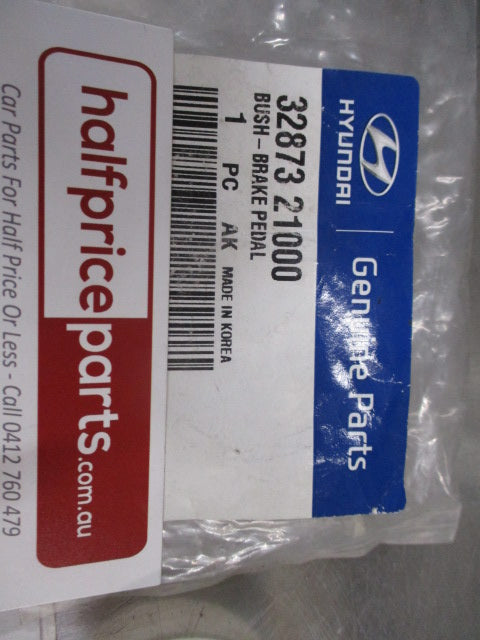 HYUNDAI | Genuine Parts
32873 21000
BUSH-BRAKE PEDAL
1 PC AK MADE IN KOREA
halfpriceparts.com.au
Car Parts For Half Price Or Less - Call 0412 760 479